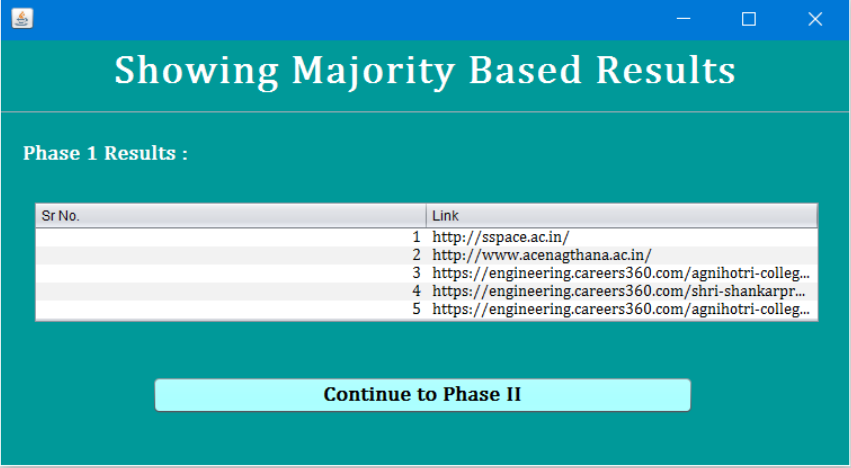 Showing Majority Based Results
Phase 1 Results :
Sr No. Link
1 http://sspace.ac.in/
2 http://www.acenagthana.ac.in/
3 https://engineering.careers360.com/agnihotri-colleg...
4 https://engineering.careers360.com/shri-shankarpr...
5 https://engineering.careers360.com/agnihotri-colleg...
Continue to Phase II